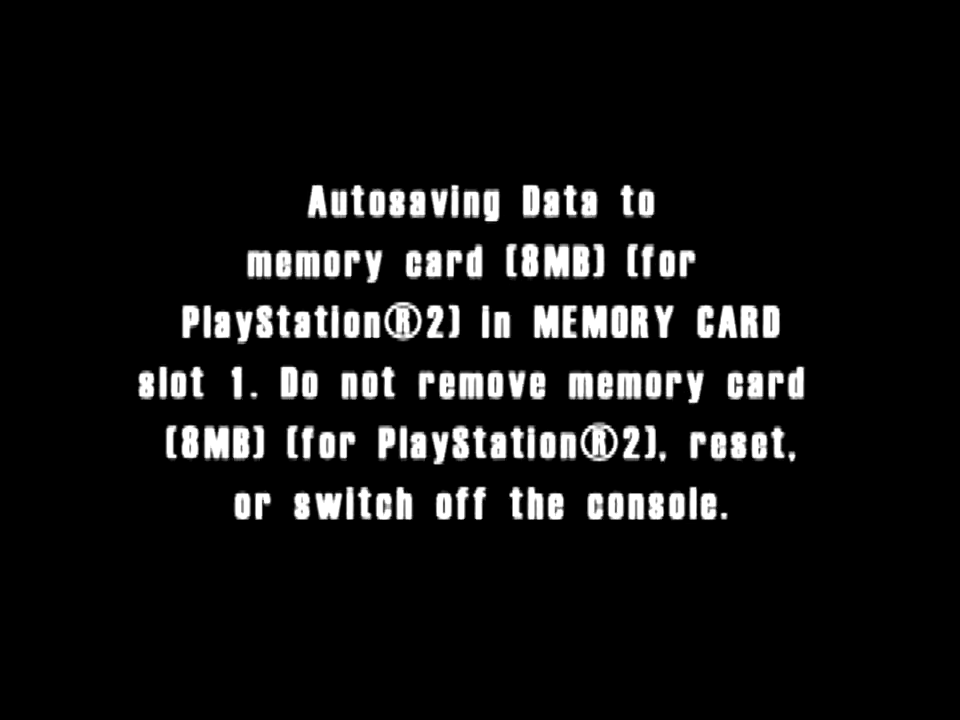 Autosaving Data to
memory card (8MB) (for
PlayStation®2) in MEMORY CARD
slot 1. Do not remove memory card
(8MB) (for PlayStation®2), reset,
or switch off the console.